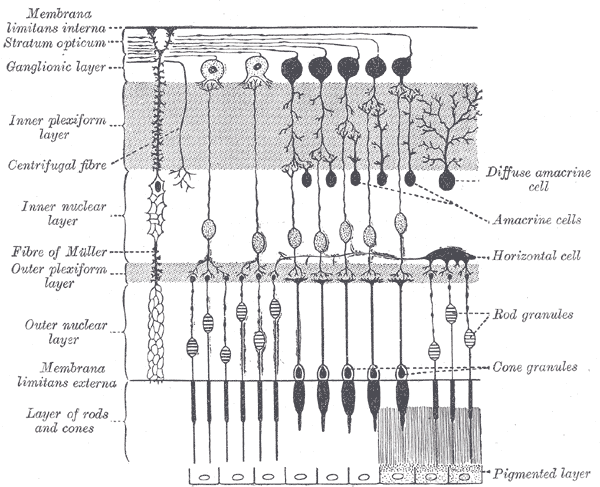 Membrana
limitans interna
Stratum opticum
Ganglionic layer
Inner plexiform
layer
Centrifugal fibre
Inner nuclear
layer
Fibre of Müller
Outer plexiform
layer
Outer nuclear
layer
Membrana
limitans externa
Layer of rods
and cones
Diffuse amacrine
cell
Amacrine cells
Horizontal cell
Rod granules
Cone granules
Pigmented layer